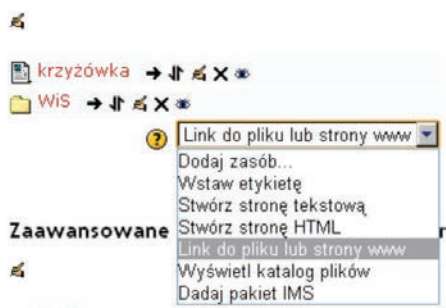 krzyżówka
WiS
Link do pliku lub strony www
Dodaj zasób...
Wstaw etykietę
Stwórz stronę tekstową
Zaawansowane
Stwórz stronę HTML
Link do pliku lub strony www
Wyświetl katalog plików
Dadaj pakiet IMS